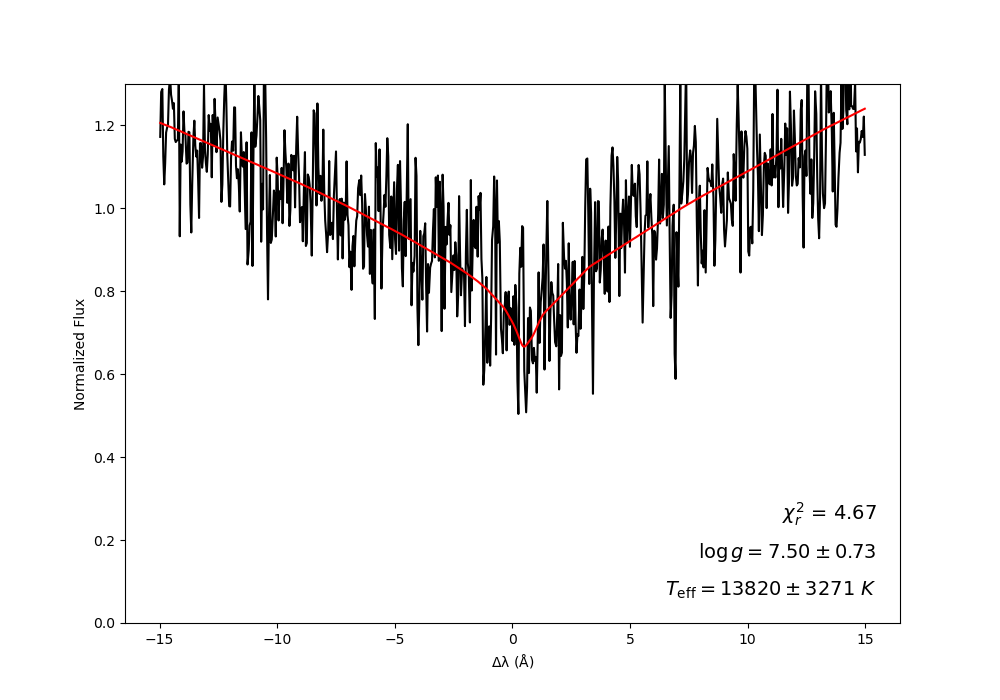 1.2
1.0
0.8
0.6
0.4
0.2
0.0
Normalized Flux
χ²ᵣ = 4.67
log g = 7.50 ± 0.73
T_eff = 13820 ± 3271 K
−15 −10 −5 0 5 10 15
Δλ (Å)